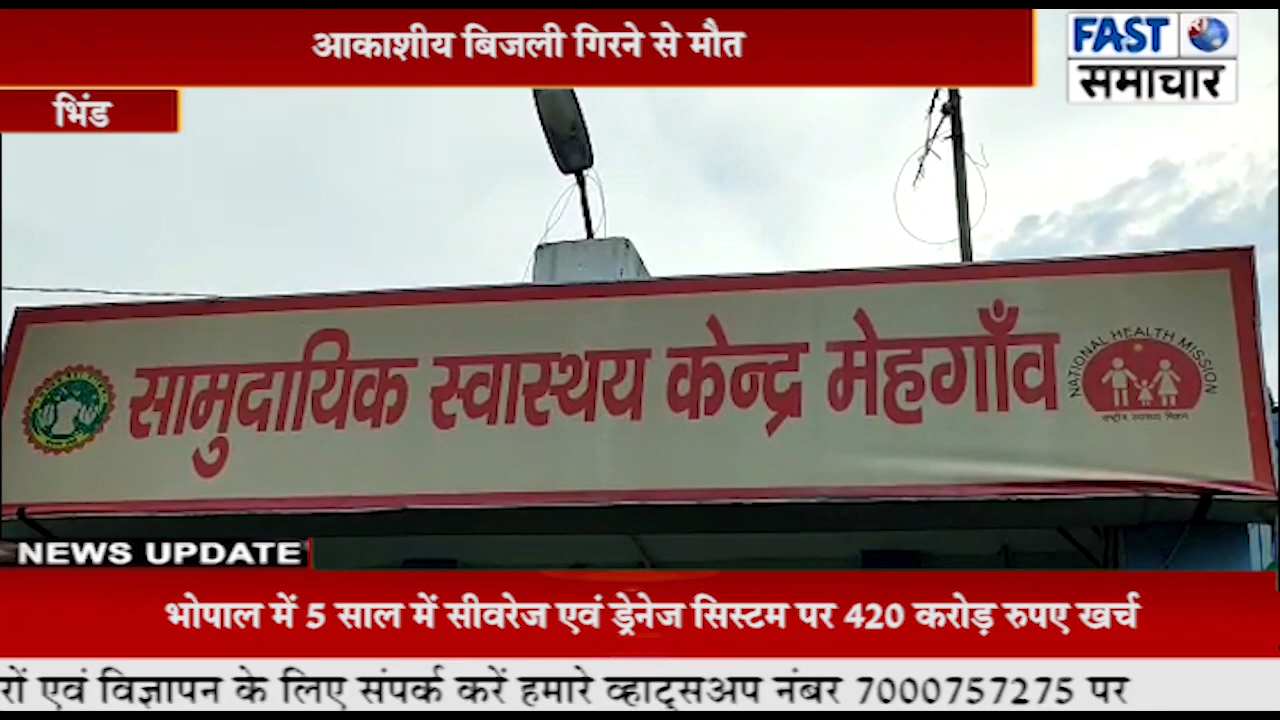 आकाशीय बिजली गिरने से मौत
FAST
समाचार
भिंड
सामुदायिक स्वास्थय केन्द्र मेहगाँव
NATIONAL HEALTH MISSION
राष्ट्रीय स्वास्थ्य मिशन
NEWS UPDATE
भोपाल में 5 साल में सीवरेज एवं ड्रेनेज सिस्टम पर 420 करोड़ रुपए खर्च
रों एवं विज्ञापन के लिए संपर्क करें हमारे व्हाट्सअप नंबर 7000757275 पर